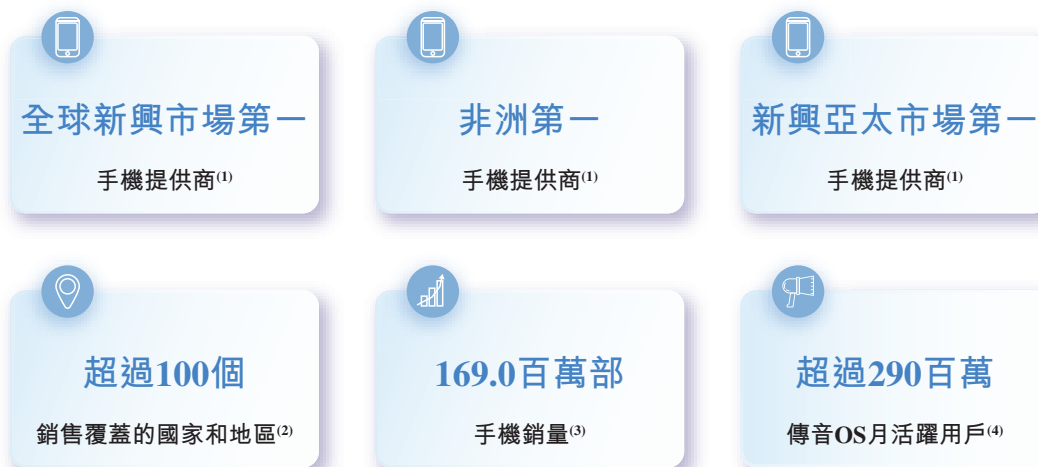 全球新興市場第一
手機提供商(1)
非洲第一
手機提供商(1)
新興亞太市場第一
手機提供商(1)
超過100個
銷售覆蓋的國家和地區(2)
169.0百萬部
手機銷量(3)
超過290百萬
傳音OS月活躍用戶(4)